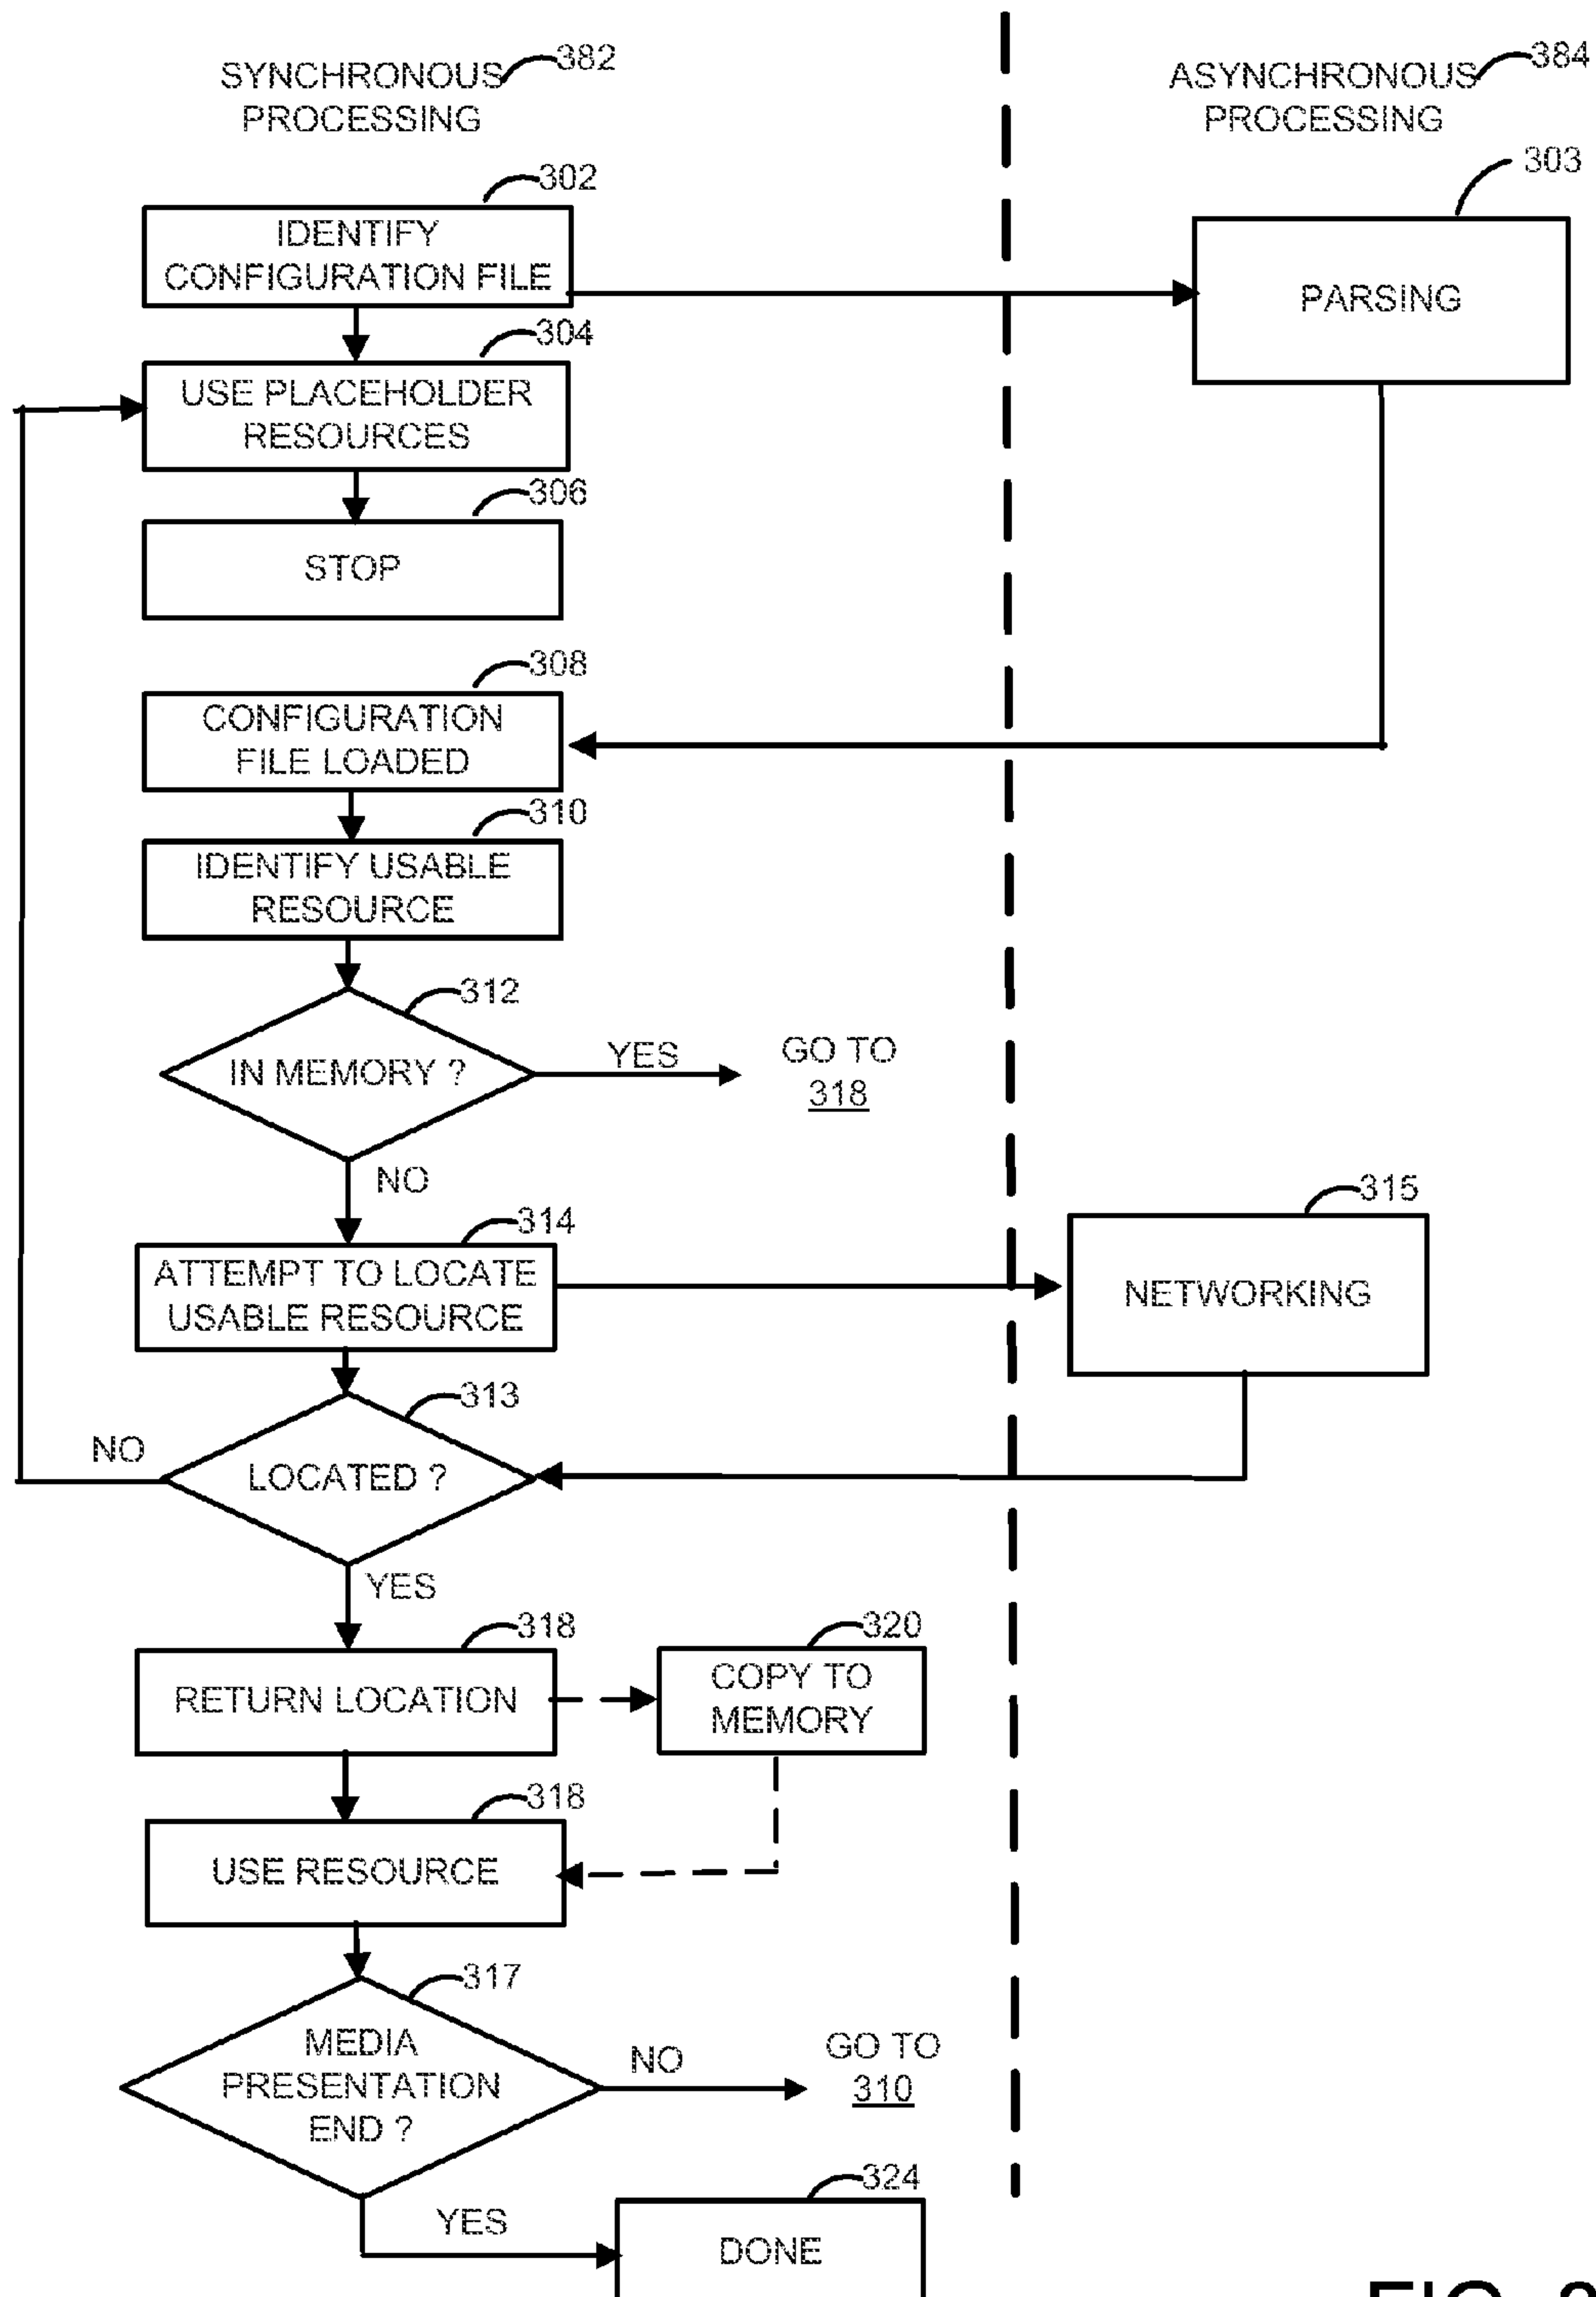 SYNCHRONOUS
PROCESSING
382
ASYNCHRONOUS
PROCESSING
384
302
IDENTIFY
CONFIGURATION FILE
303
PARSING
304
USE PLACEHOLDER
RESOURCES
306
STOP
308
CONFIGURATION
FILE LOADED
310
IDENTIFY USABLE
RESOURCE
312
IN MEMORY ?
YES
GO TO
318
NO
314
ATTEMPT TO LOCATE
USABLE RESOURCE
315
NETWORKING
313
LOCATED ?
NO
YES
318
RETURN LOCATION
320
COPY TO
MEMORY
318
USE RESOURCE
317
MEDIA
PRESENTATION
END ?
NO
GO TO
310
YES
324
DONE